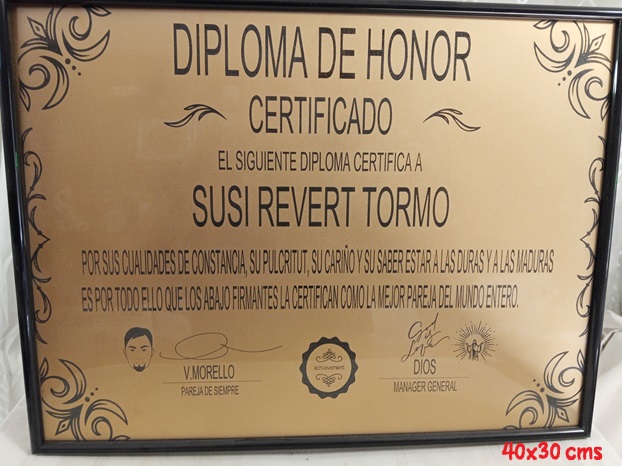 DIPLOMA DE HONOR
CERTIFICADO
EL SIGUIENTE DIPLOMA CERTIFICA A
SUSI REVERT TORMO
POR SUS CUALIDADES DE CONSTANCIA, SU PULCRITUT, SU CARIÑO Y SU SABER ESTAR A LAS DURAS Y A LAS MADURAS
ES POR TODO ELLO QUE LOS ABAJO FIRMANTES LA CERTIFICAN COMO LA MEJOR PAREJA DEL MUNDO ENTERO.
achievement
V.MORELLO
PAREJA DE SIEMPRE
DIOS
MANAGER GENERAL
40x30 cms